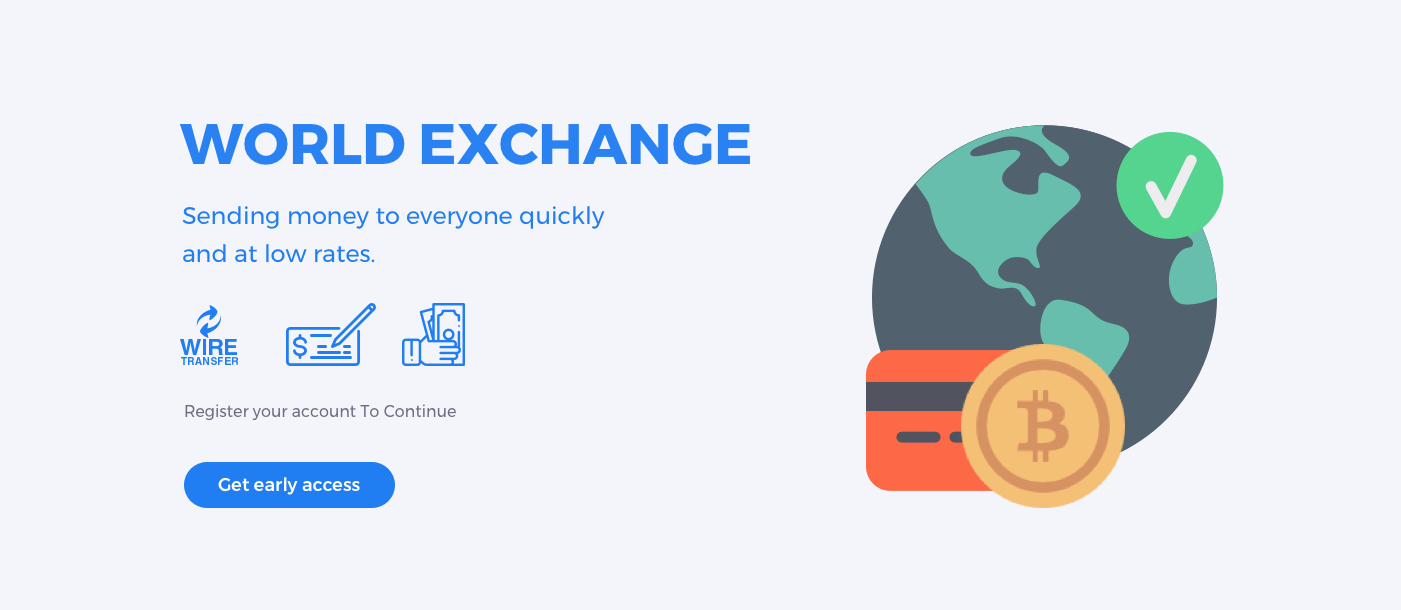 WORLD EXCHANGE
Sending money to everyone quickly
and at low rates.
WIRE
TRANSFER
$
Register your account To Continue
Get early access